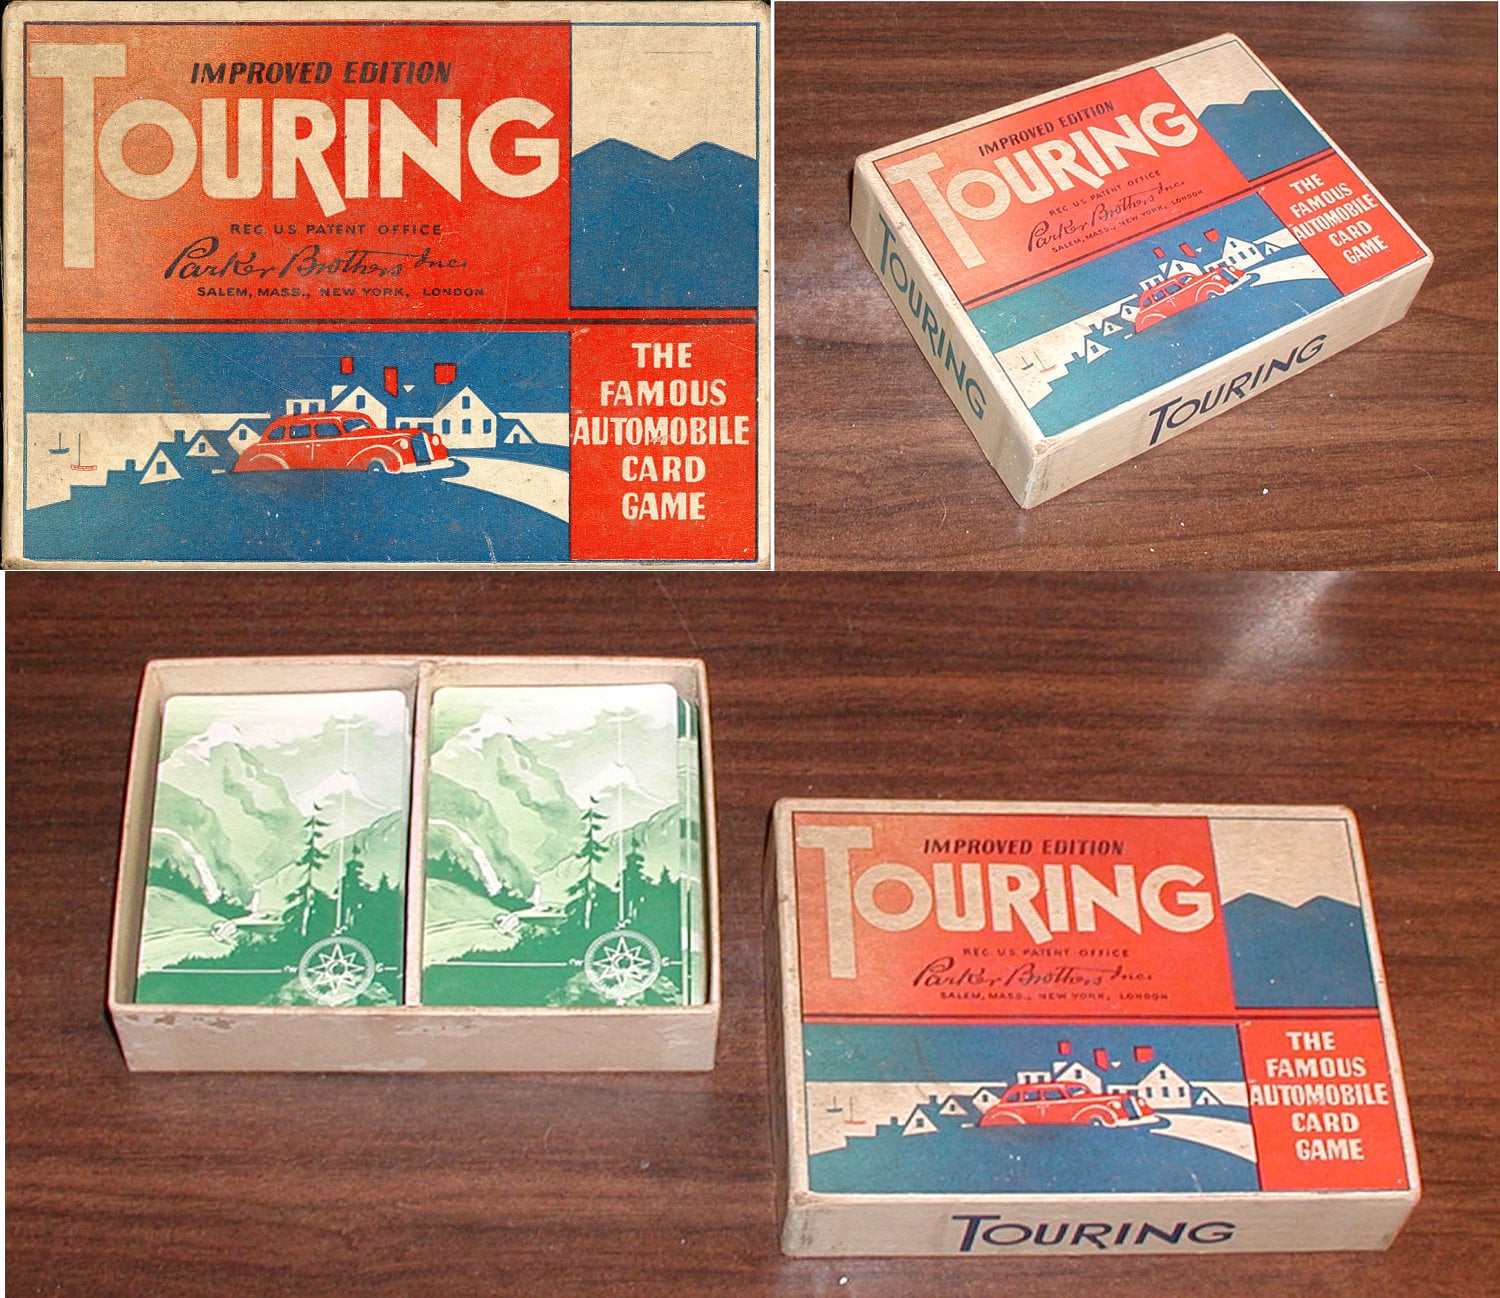 IMPROVED EDITION
TOURING
REG. U.S. PATENT OFFICE
Parker Brothers Inc.
SALEM, MASS., NEW YORK, LONDON
THE
FAMOUS
AUTOMOBILE
CARD
GAME
IMPROVED EDITION
TOURING
REG. U.S. PATENT OFFICE
Parker Brothers Inc.
SALEM, MASS., NEW YORK, LONDON
THE
FAMOUS
AUTOMOBILE
CARD
GAME
TOURING
TOURING
IMPROVED EDITION
TOURING
REG. U.S. PATENT OFFICE
Parker Brothers Inc.
SALEM, MASS., NEW YORK, LONDON
THE
FAMOUS
AUTOMOBILE
CARD
GAME
TOURING